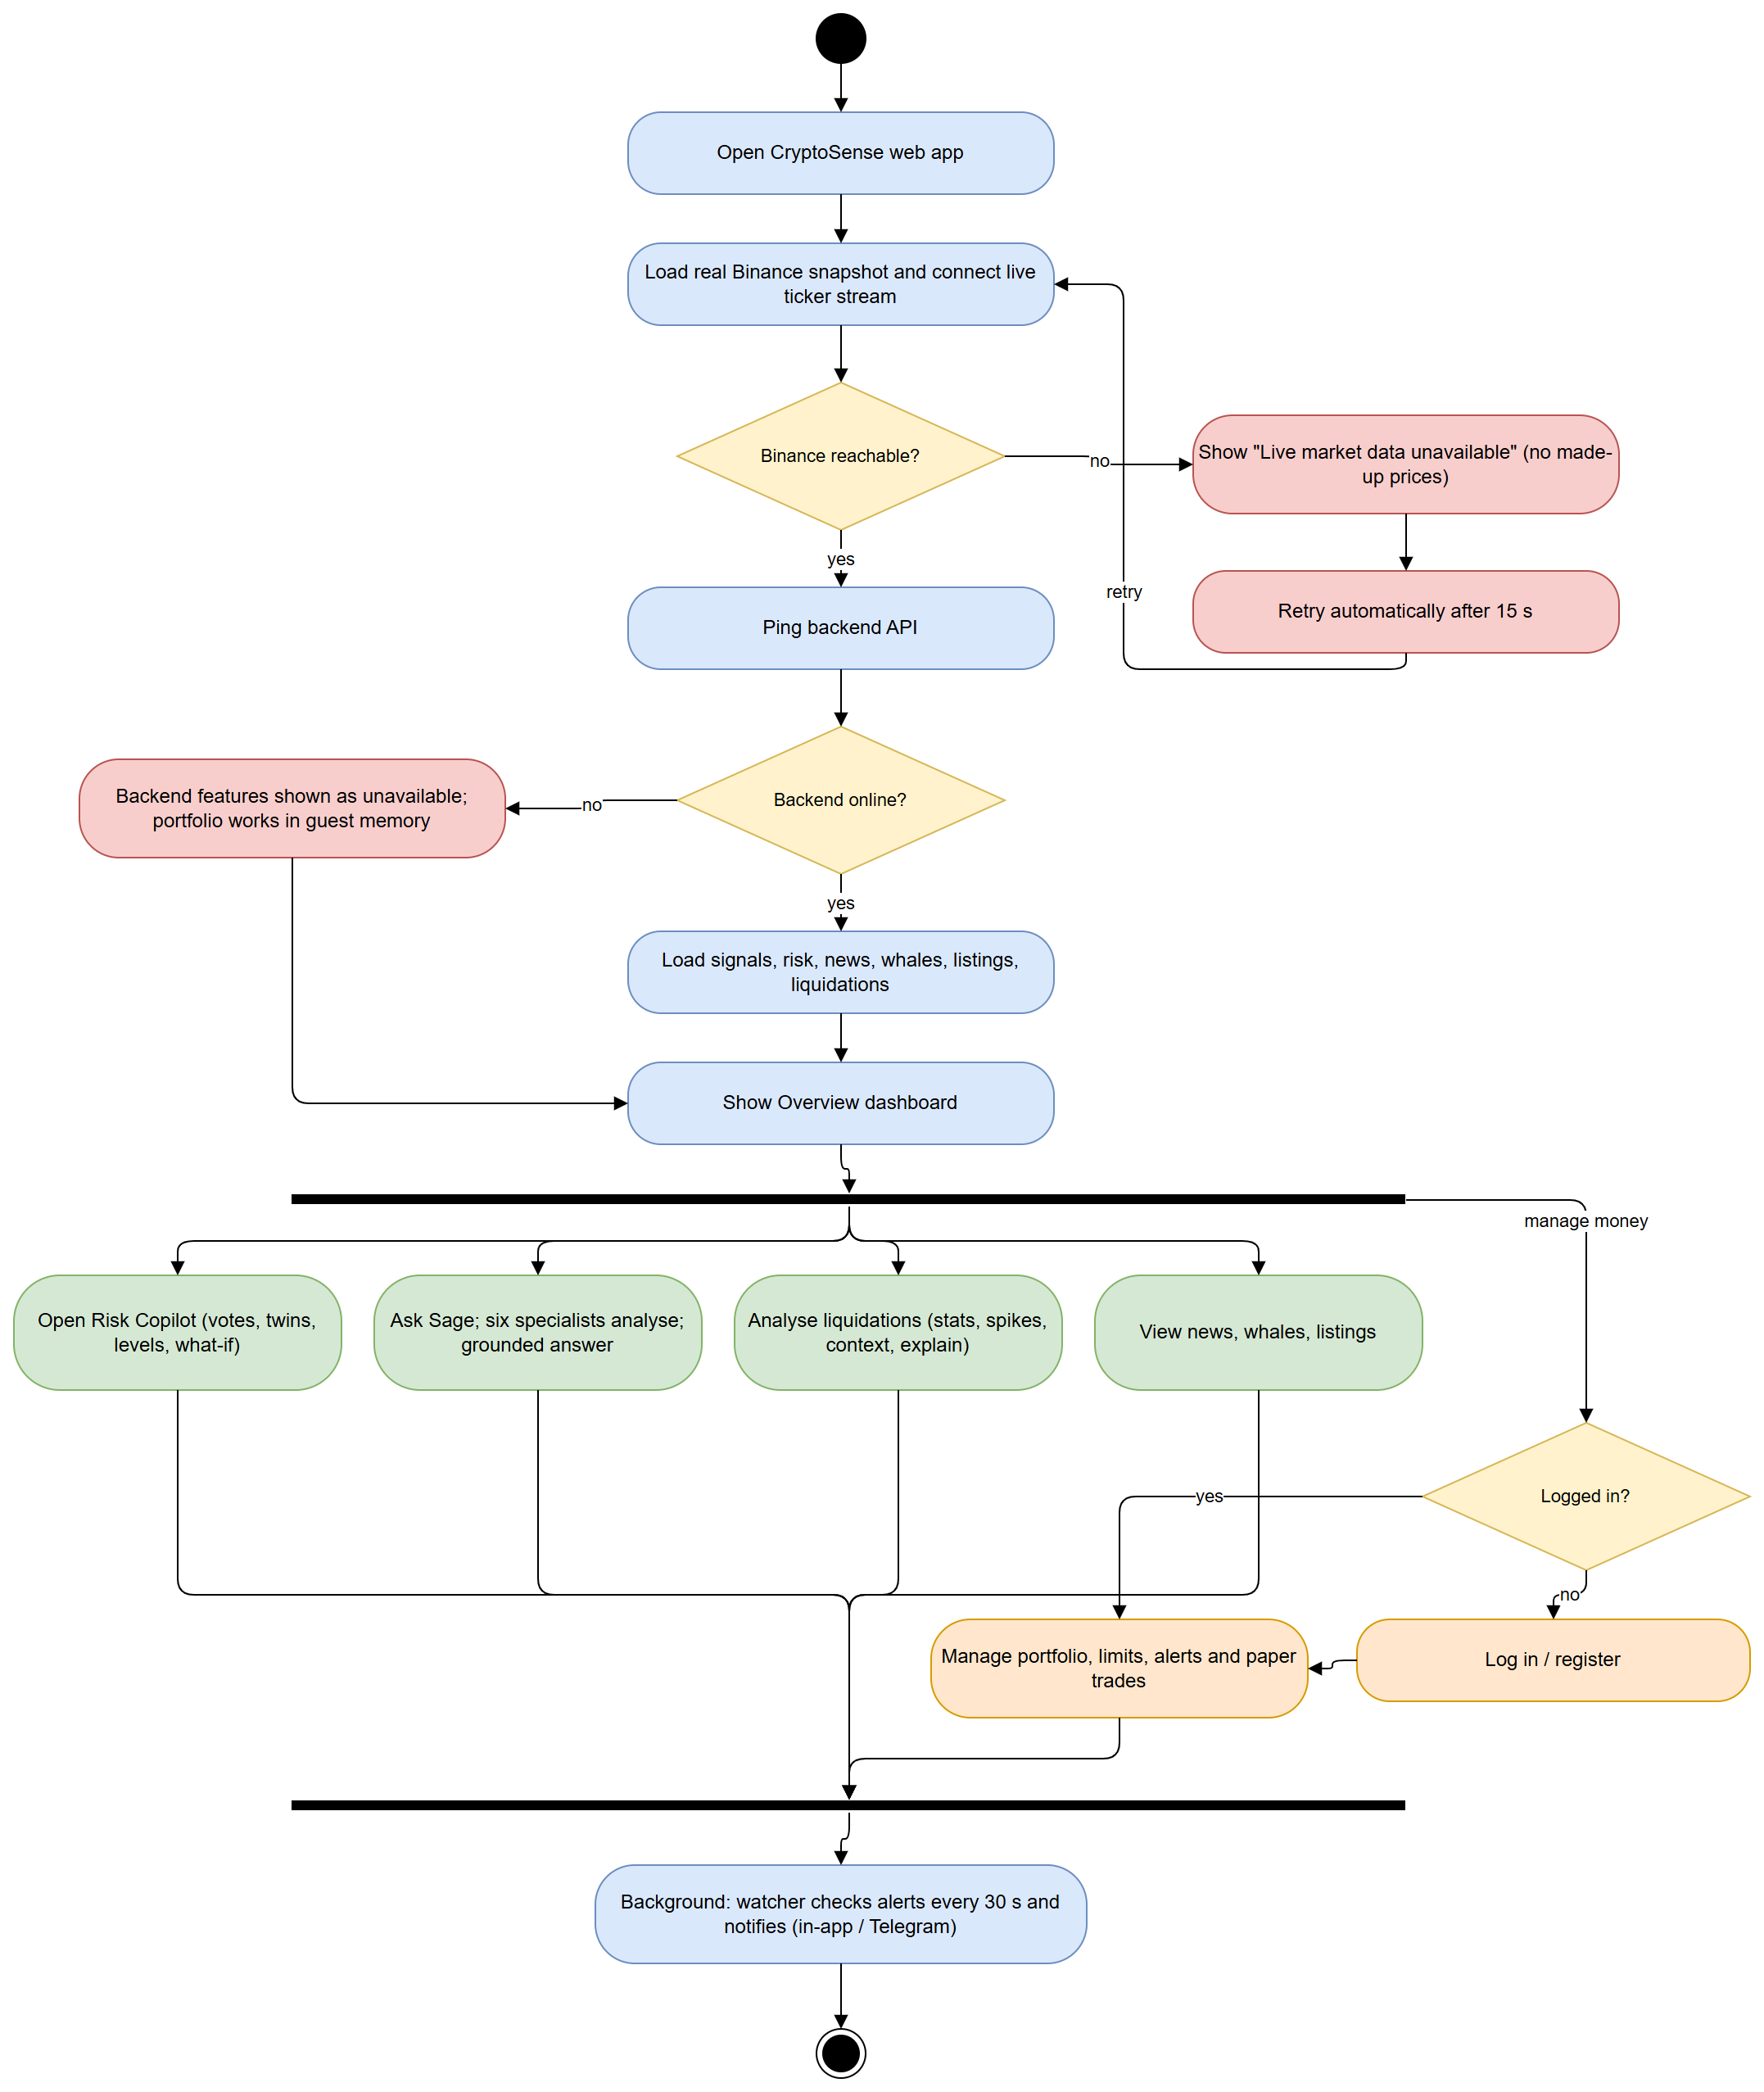 Open CryptoSense web app
Load real Binance snapshot and connect live
ticker stream
Binance reachable?
no
Show "Live market data unavailable" (no made-
up prices)
yes
retry
Retry automatically after 15 s
Ping backend API
Backend features shown as unavailable;
portfolio works in guest memory
no
Backend online?
yes
Load signals, risk, news, whales, listings,
liquidations
Show Overview dashboard
manage money
Open Risk Copilot (votes, twins,
levels, what-if)
Ask Sage; six specialists analyse;
grounded answer
Analyse liquidations (stats, spikes,
context, explain)
View news, whales, listings
yes
Logged in?
no
Manage portfolio, limits, alerts and paper
trades
Log in / register
Background: watcher checks alerts every 30 s and
notifies (in-app / Telegram)